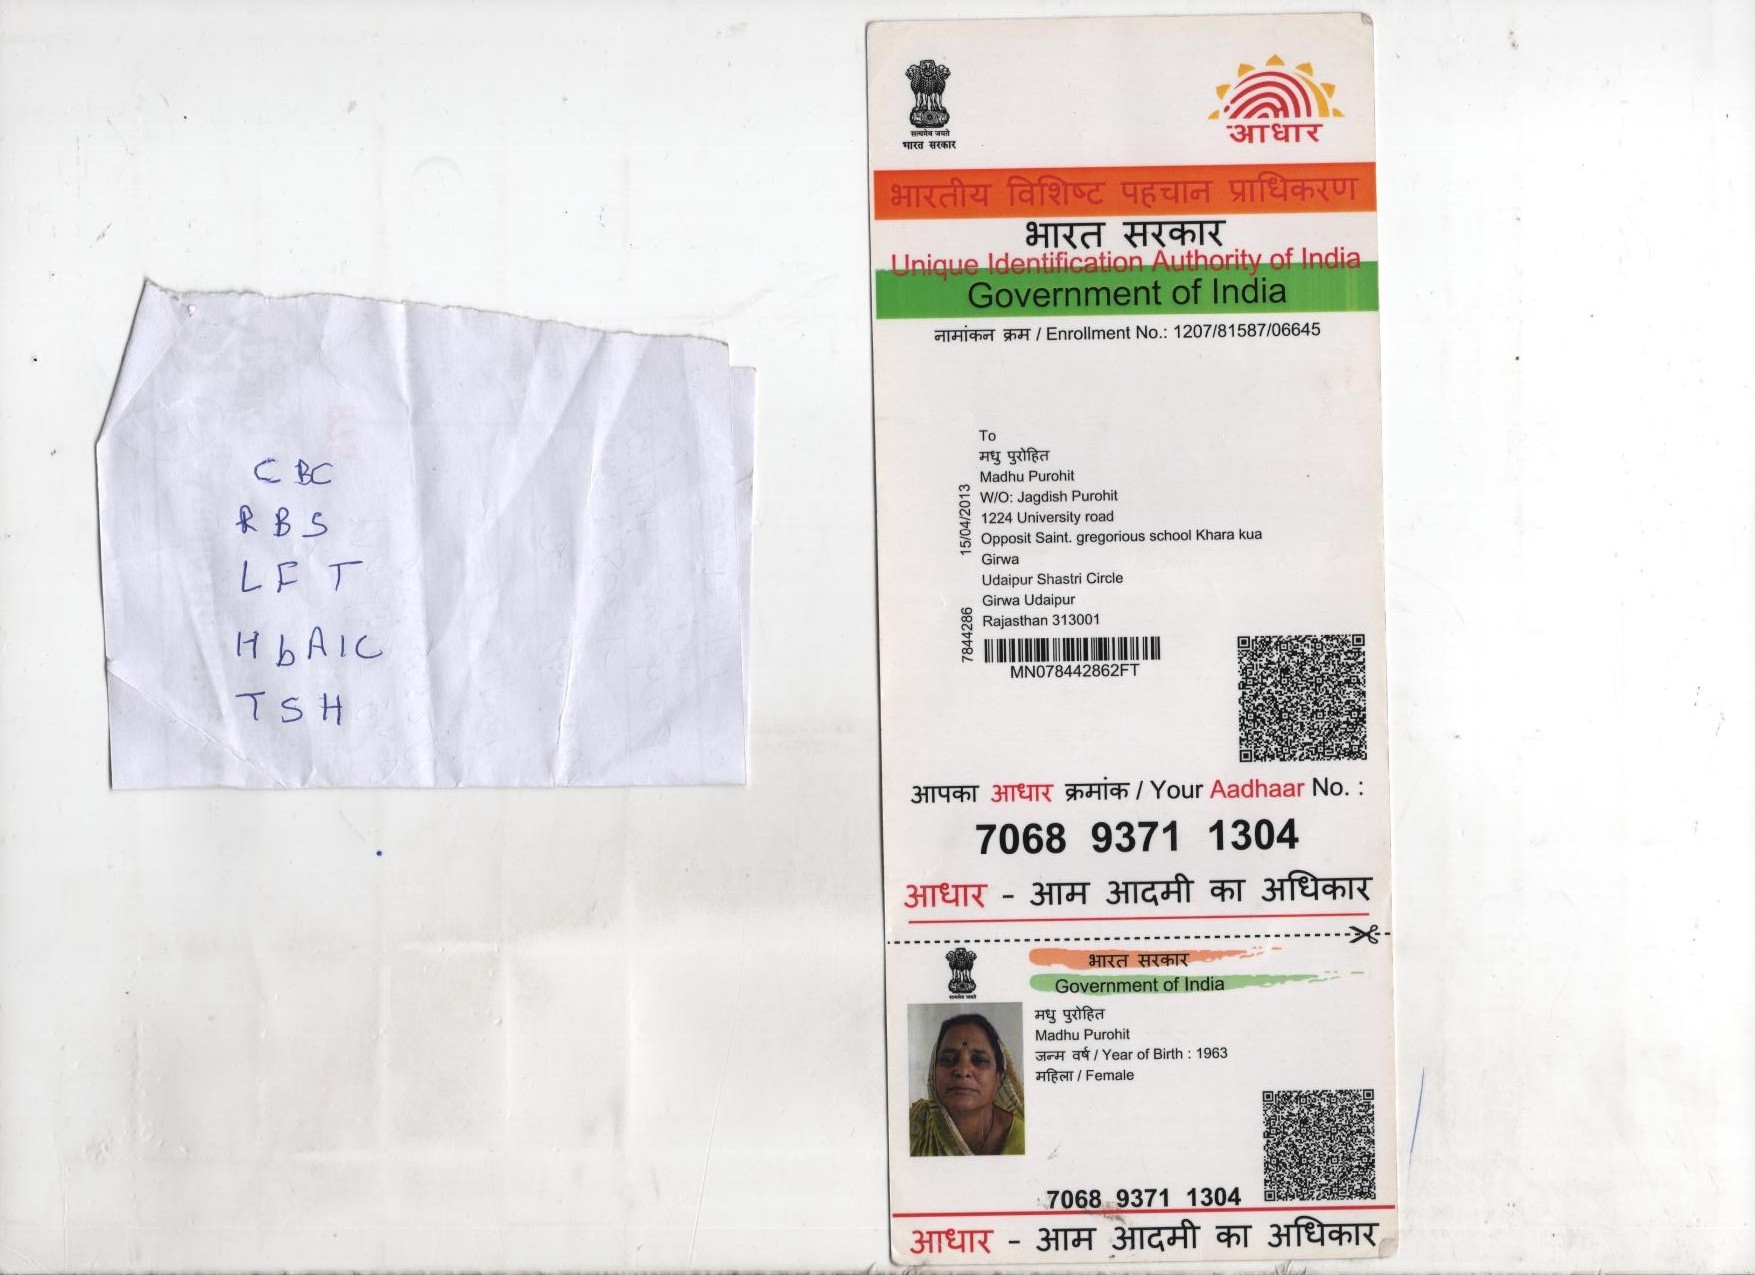 CBC
RBS
LFT
HbA1C
TSH
सत्यमेव जयते
भारत सरकार
आधार
भारतीय विशिष्ट पहचान प्राधिकरण
भारत सरकार
Unique Identification Authority of India
Government of India
नामांकन क्रम / Enrollment No.: 1207/81587/06645
To
मधु पुरोहित
Madhu Purohit
W/O: Jagdish Purohit
1224 University road
Opposit Saint. gregorious school Khara kua
Girwa
Udaipur Shastri Circle
Girwa Udaipur
Rajasthan 313001
15/04/2013
7844286
MN078442862FT
आपका आधार क्रमांक / Your Aadhaar No. :
7068 9371 1304
आधार - आम आदमी का अधिकार
सत्यमेव जयते
भारत सरकार
Government of India
मधु पुरोहित
Madhu Purohit
जन्म वर्ष / Year of Birth : 1963
महिला / Female
7068 9371 1304
आधार - आम आदमी का अधिकार